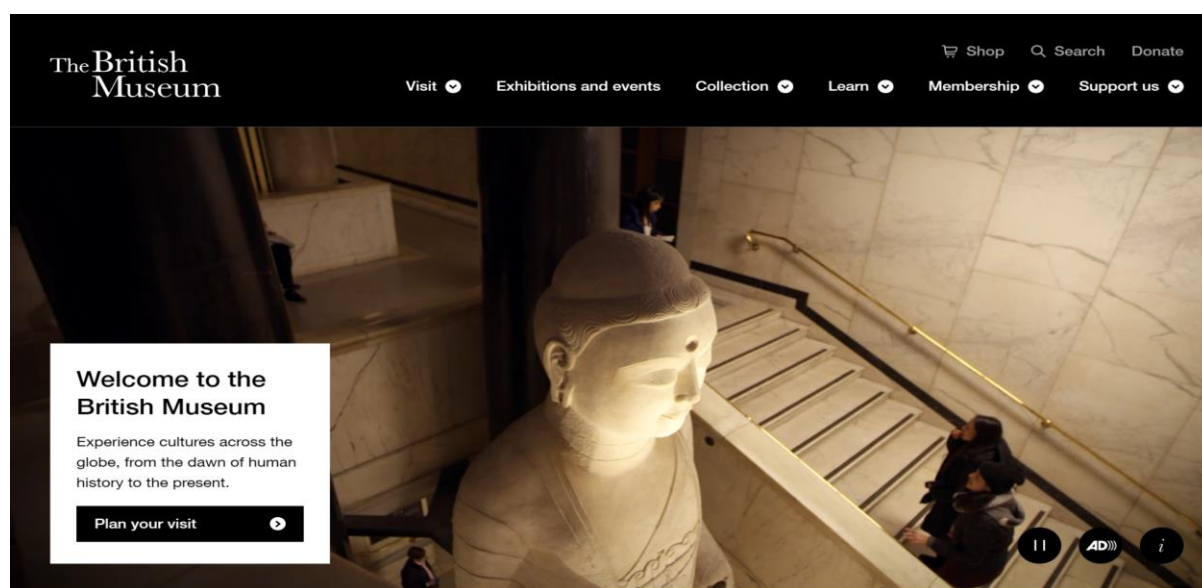 The British
Museum
Shop Search Donate
Visit Exhibitions and events Collection Learn Membership Support us
Welcome to the
British Museum
Experience cultures across the
globe, from the dawn of human
history to the present.
Plan your visit
AD
i